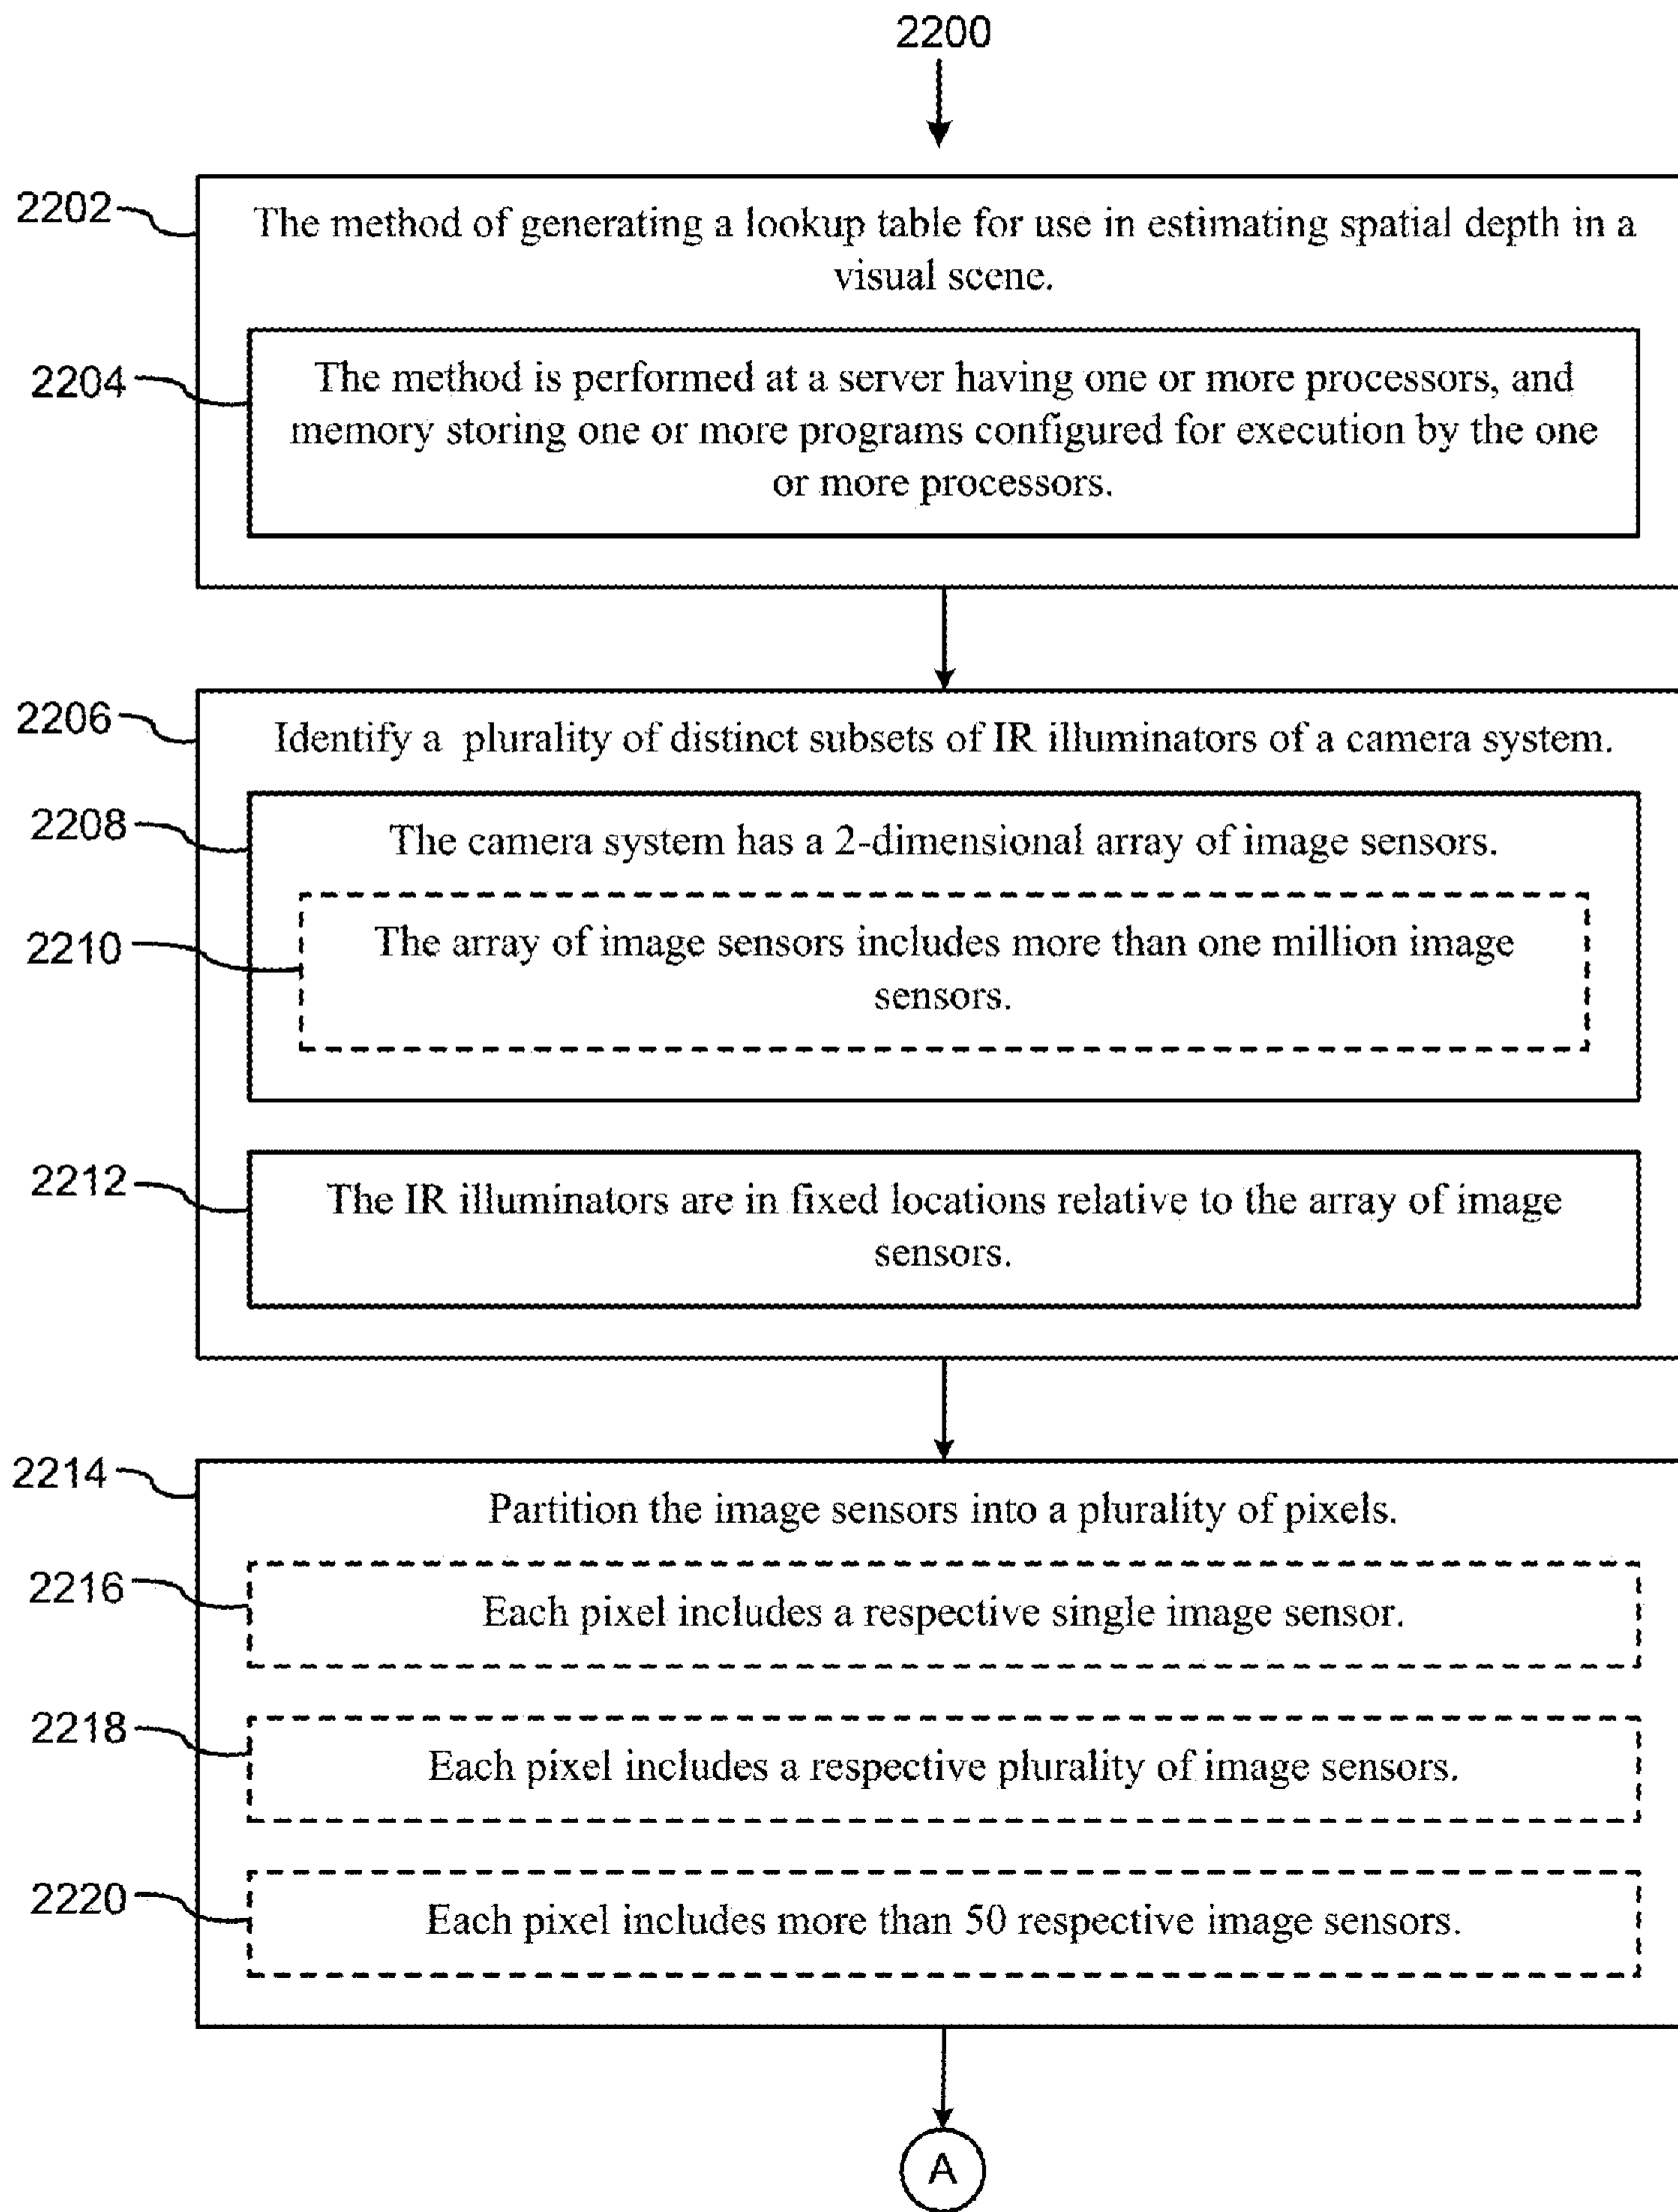 2200
2202
The method of generating a lookup table for use in estimating spatial depth in a
visual scene.
2204
The method is performed at a server having one or more processors, and
memory storing one or more programs configured for execution by the one
or more processors.
2206
Identify a plurality of distinct subsets of IR illuminators of a camera system.
2208
The camera system has a 2-dimensional array of image sensors.
2210
The array of image sensors includes more than one million image
sensors.
2212
The IR illuminators are in fixed locations relative to the array of image
sensors.
2214
Partition the image sensors into a plurality of pixels.
2216
Each pixel includes a respective single image sensor.
2218
Each pixel includes a respective plurality of image sensors.
2220
Each pixel includes more than 50 respective image sensors.
A